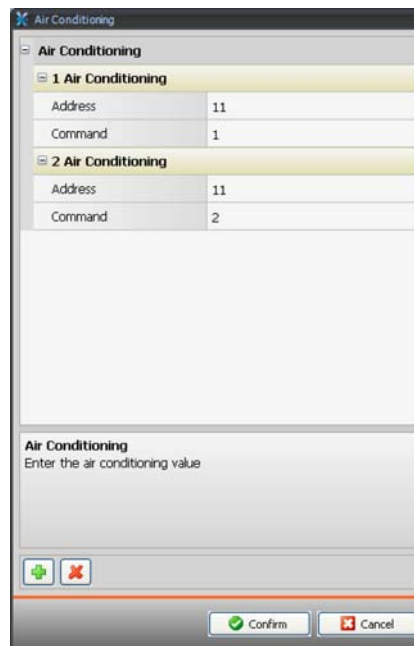 Air Conditioning
Air Conditioning
1 Air Conditioning
Address 11
Command 1
2 Air Conditioning
Address 11
Command 2
Air Conditioning
Enter the air conditioning value
Confirm Cancel